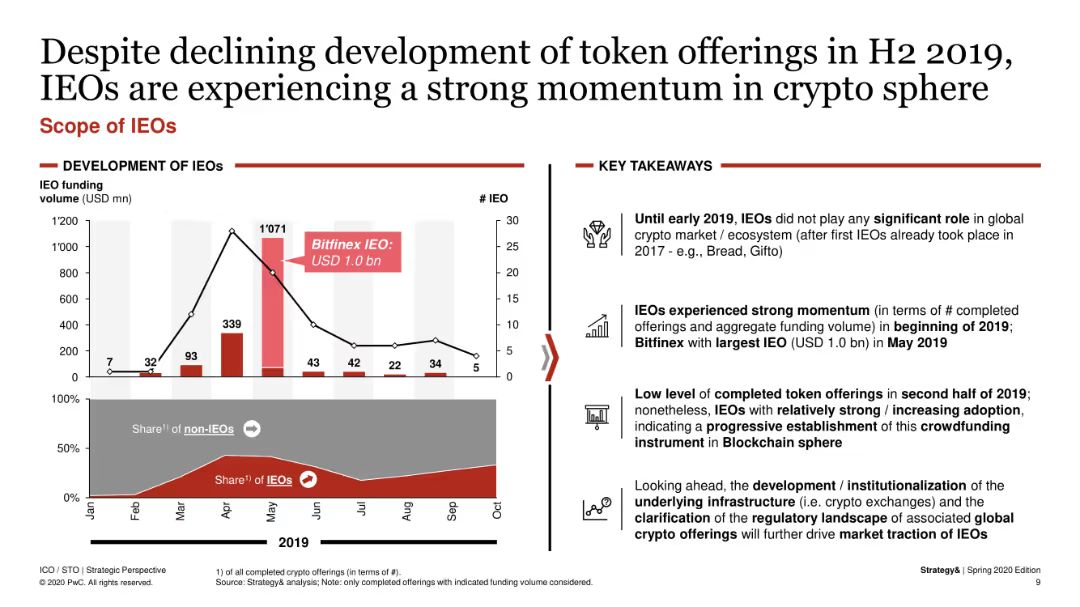 Despite declining development of token offerings in H2 2019,
IEOs are experiencing a strong momentum in crypto sphere
Scope of IEOs
DEVELOPMENT OF IEOs
IEO funding
volume (USD mn)
# IEO
1'200
1'000
800
600
400
200
0
30
25
20
15
10
5
0
7
32
93
339
1'071
43
42
22
34
5
Bitfinex IEO:
USD 1.0 bn
100%
50%
0%
Share1) of non-IEOs
Share1) of IEOs
Jan
Feb
Mar
Apr
May
Jun
Jul
Aug
Sep
Oct
2019
KEY TAKEAWAYS
Until early 2019, IEOs did not play any significant role in global
crypto market / ecosystem (after first IEOs already took place in
2017 - e.g., Bread, Gifto)
IEOs experienced strong momentum (in terms of # completed
offerings and aggregate funding volume) in beginning of 2019;
Bitfinex with largest IEO (USD 1.0 bn) in May 2019
Low level of completed token offerings in second half of 2019;
nonetheless, IEOs with relatively strong / increasing adoption,
indicating a progressive establishment of this crowdfunding
instrument in Blockchain sphere
Looking ahead, the development / institutionalization of the
underlying infrastructure (i.e. crypto exchanges) and the
clarification of the regulatory landscape of associated global
crypto offerings will further drive market traction of IEOs
ICO / STO | Strategic Perspective
© 2020 PwC. All rights reserved.
1) of all completed crypto offerings (in terms of #).
Source: Strategy& analysis; Note: only completed offerings with indicated funding volume considered.
Strategy& | Spring 2020 Edition
9